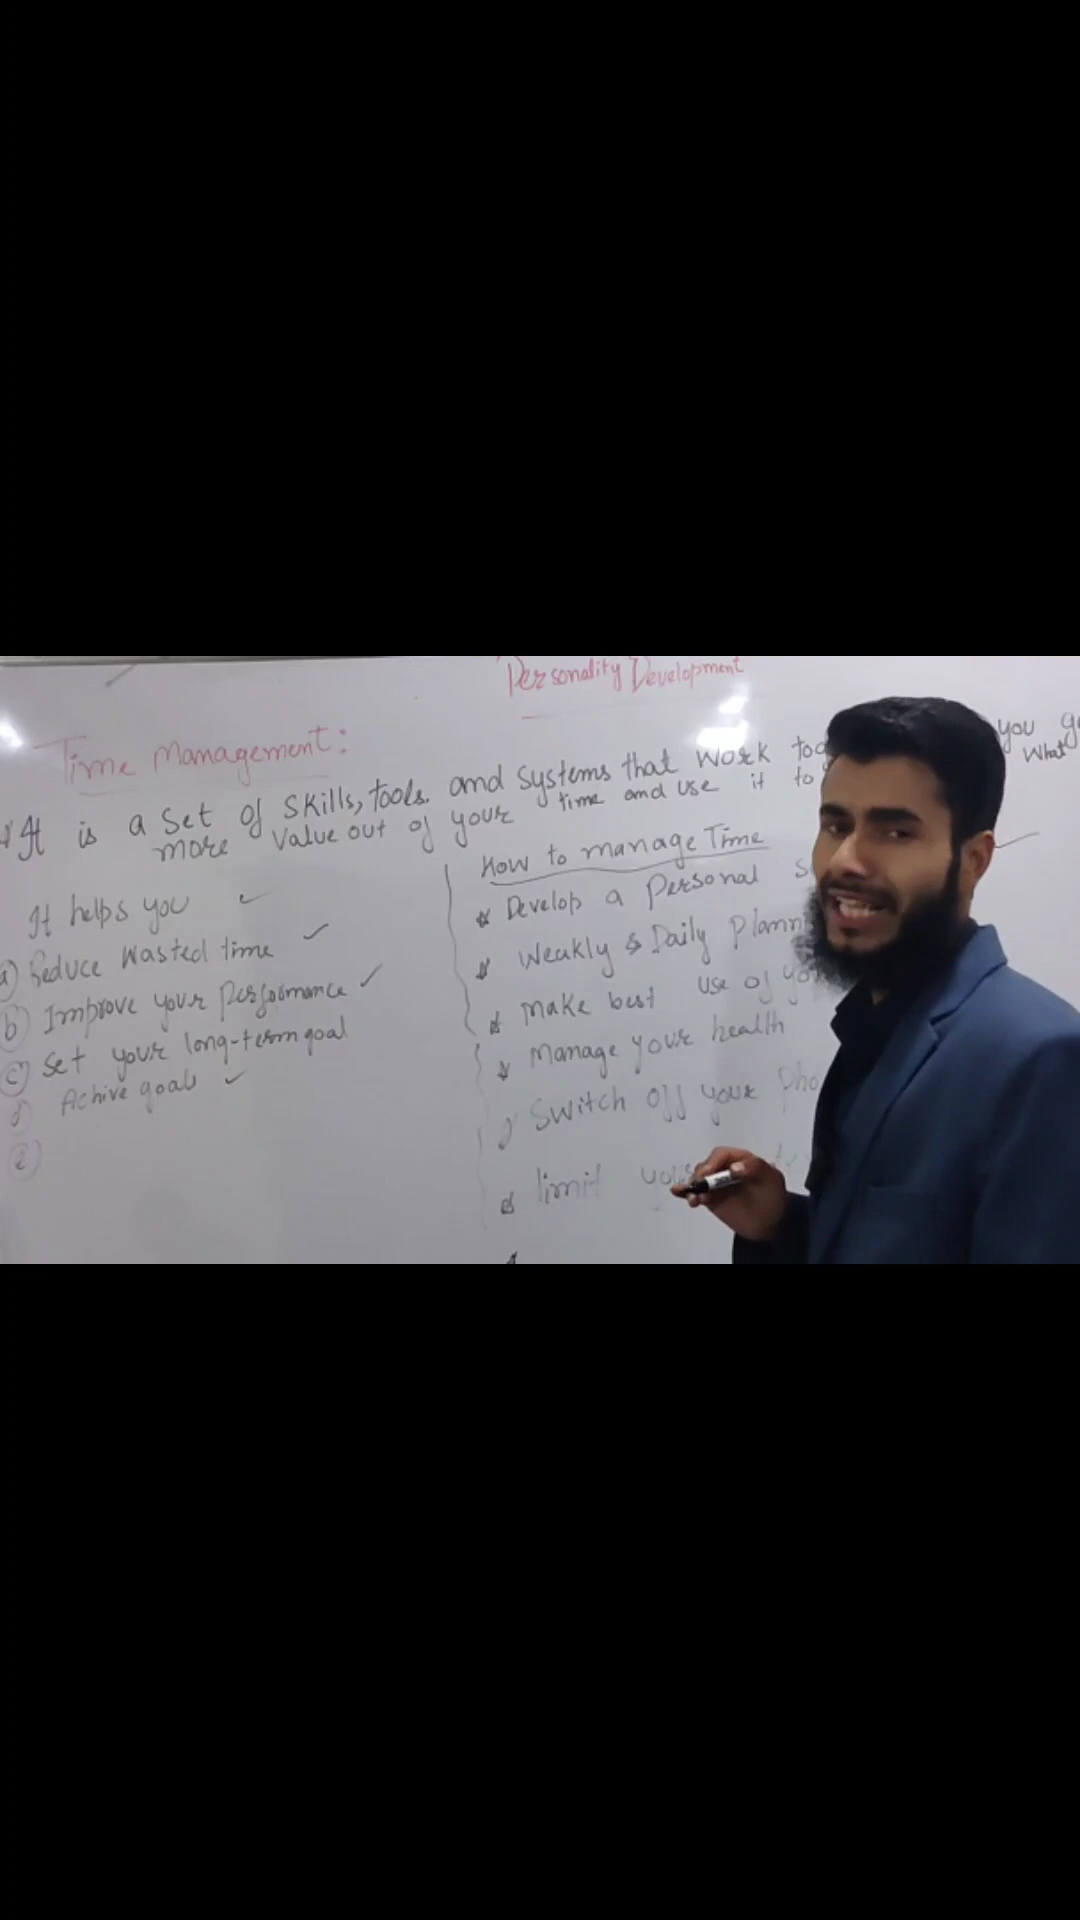 Personality Development
Time Management:
It is a set of skills, tools and systems that work you
more value out of your time and use it to What
It helps you
a) Reduce wasted time
b) Improve your performance
c) Set your long-term goal
d) Achive goal
e)
How to manage Time
Develop a Personal
Weakly & Daily
Make best use of
Manage your health
Switch off your
limit